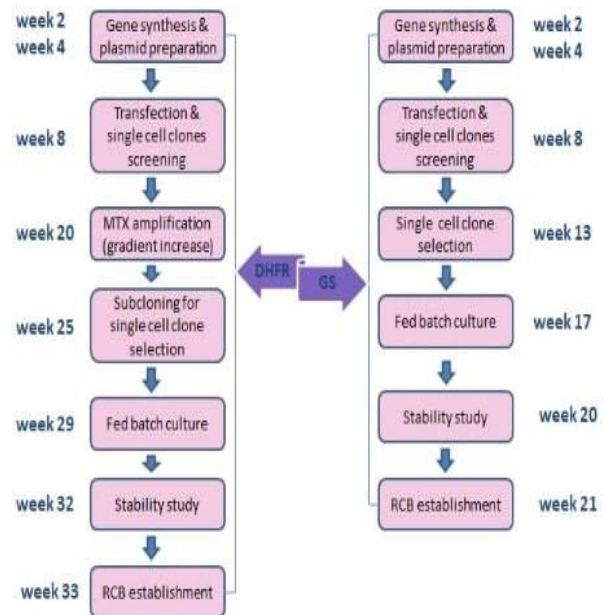 week 2
week 4
Gene synthesis &
plasmid preparation
week 8
Transfection &
single cell clones
screening
week 20
MTX amplification
(gradient increase)
week 25
Subcloning for
single cell clone
selection
week 29
Fed batch culture
week 32
Stability study
week 33
RCB establishment
DHFR
GS
Gene synthesis &
plasmid preparation
week 2
week 4
Transfection &
single cell clones
screening
week 8
Single cell clone
selection
week 13
Fed batch culture
week 17
Stability study
week 20
RCB establishment
week 21